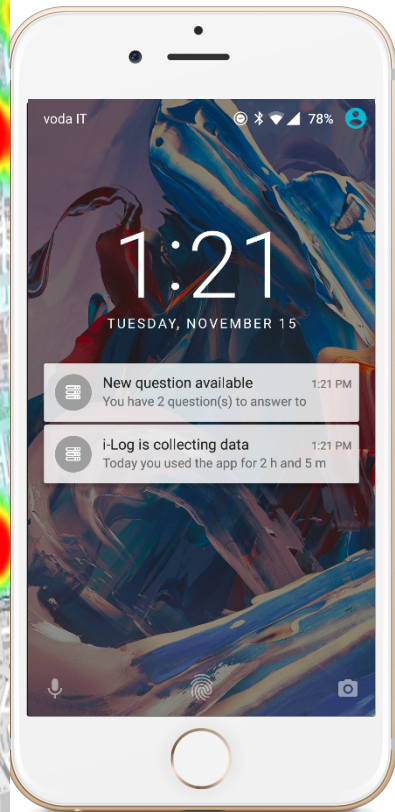 voda IT
78%
1:21
TUESDAY, NOVEMBER 15
New question available 1:21 PM
You have 2 question(s) to answer to
i-Log is collecting data 1:21 PM
Today you used the app for 2 h and 5 m